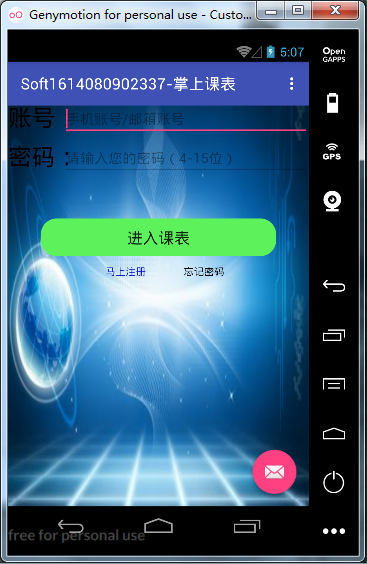 Genymotion for personal use - Custo...
Open
GAPPS
5:07
Soft1614080902337-掌上课表
GPS
账号： 手机账号/邮箱账号
密码： 请输入您的密码（4-15位）
进入课表
马上注册 忘记密码
free for personal use